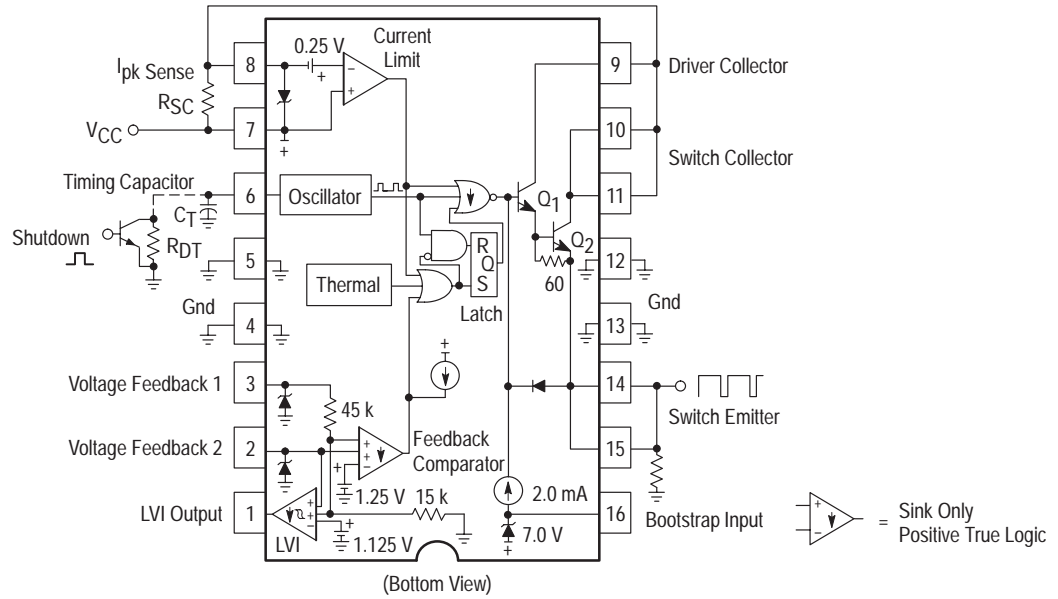 Current
Limit
0.25 V
–
+
+
Ipk Sense
RSC
VCC
8
7
+
9
Driver Collector
10
Switch Collector
11
Timing Capacitor
6
Oscillator
CT
Q1
Shutdown
RDT
5
R
Q
S
Q2
60
12
Thermal
Latch
Gnd
4
Gnd
13
+
Voltage Feedback 1
3
14
Switch Emitter
45 k
Voltage Feedback 2
2
+
+
–
+
Feedback
Comparator
15
1.25 V
15 k
2.0 mA
LVI Output
1
+
+
–
+
LVI
1.125 V
7.0 V
+
16
Bootstrap Input
+
–
=
Sink Only
Positive True Logic
(Bottom View)